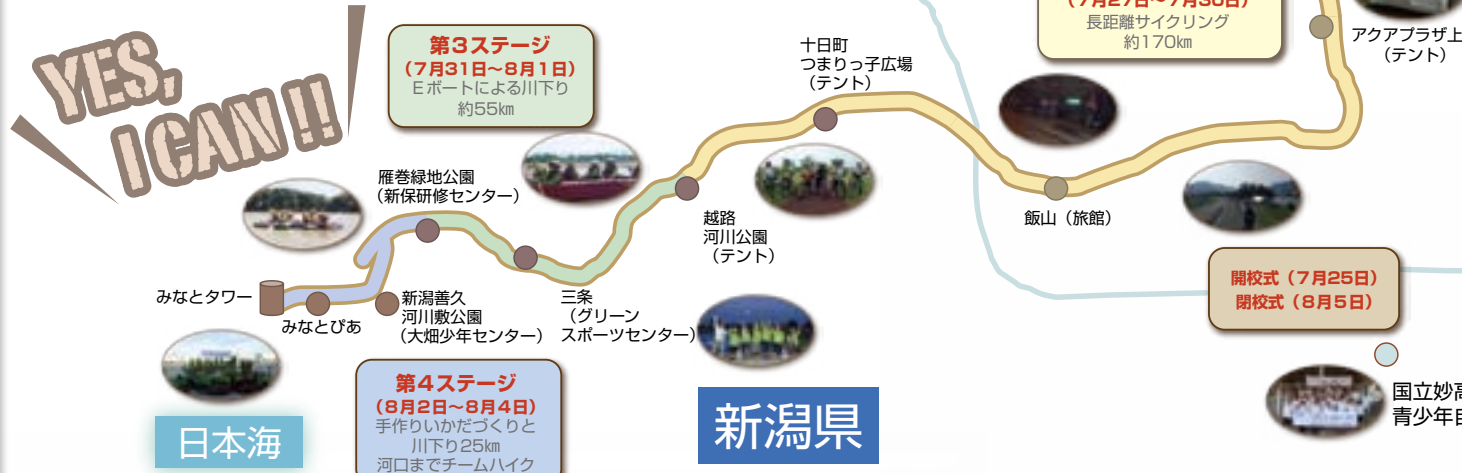 YES,
I CAN!!
第3ステージ
（7月31日〜8月1日）
Eボートによる川下り
約55km
（7月27日〜7月30日）
長距離サイクリング
約170km
アクアプラザ上
（テント）
十日町
つまりっ子広場
（テント）
雁巻緑地公園
（新保研修センター）
越路
河川公園
（テント）
飯山（旅館）
みなとタワー
みなとぴあ
新潟善久
河川敷公園
（大畑少年センター）
三条
（グリーン
スポーツセンター）
開校式（7月25日）
閉校式（8月5日）
第4ステージ
（8月2日〜8月4日）
手作りいかだづくりと
川下り25km
河口までチームハイク
日本海
新潟県
国立妙高
青少年自